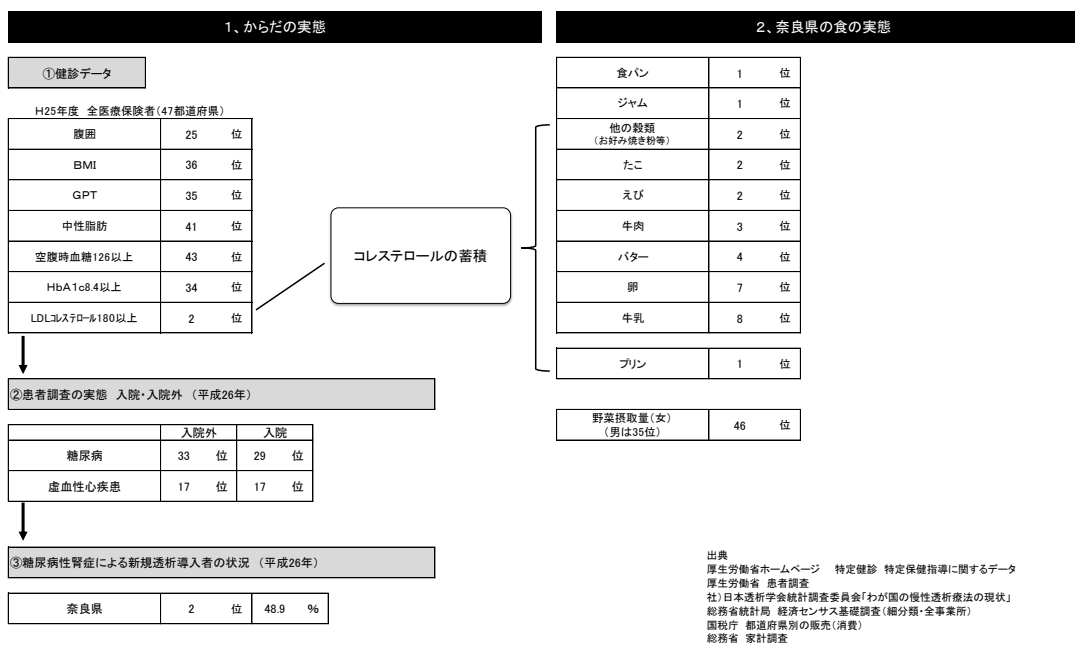 1、からだの実態
①健診データ
H25年度 全医療保険者(47都道府県)
腹囲 25 位
BMI 36 位
GPT 35 位
中性脂肪 41 位
空腹時血糖126以上 43 位
HbA1c8.4以上 34 位
LDLコレステロール180以上 2 位
コレステロールの蓄積
②患者調査の実態 入院・入院外 (平成26年)
入院外 入院
糖尿病 33 位 29 位
虚血性心疾患 17 位 17 位
③糖尿病性腎症による新規透析導入者の状況 (平成26年)
奈良県 2 位 48.9 %
2、奈良県の食の実態
食パン 1 位
ジャム 1 位
他の穀類
(お好み焼き粉等) 2 位
たこ 2 位
えび 2 位
牛肉 3 位
バター 4 位
卵 7 位
牛乳 8 位
プリン 1 位
野菜摂取量(女)
(男は35位) 46 位
出典
厚生労働省ホームページ 特定健診 特定保健指導に関するデータ
厚生労働省 患者調査
社)日本透析学会統計調査委員会「わが国の慢性透析療法の現状」
総務省統計局 経済センサス基礎調査(細分類・全事業所)
国税庁 都道府県別の販売(消費)
総務省 家計調査